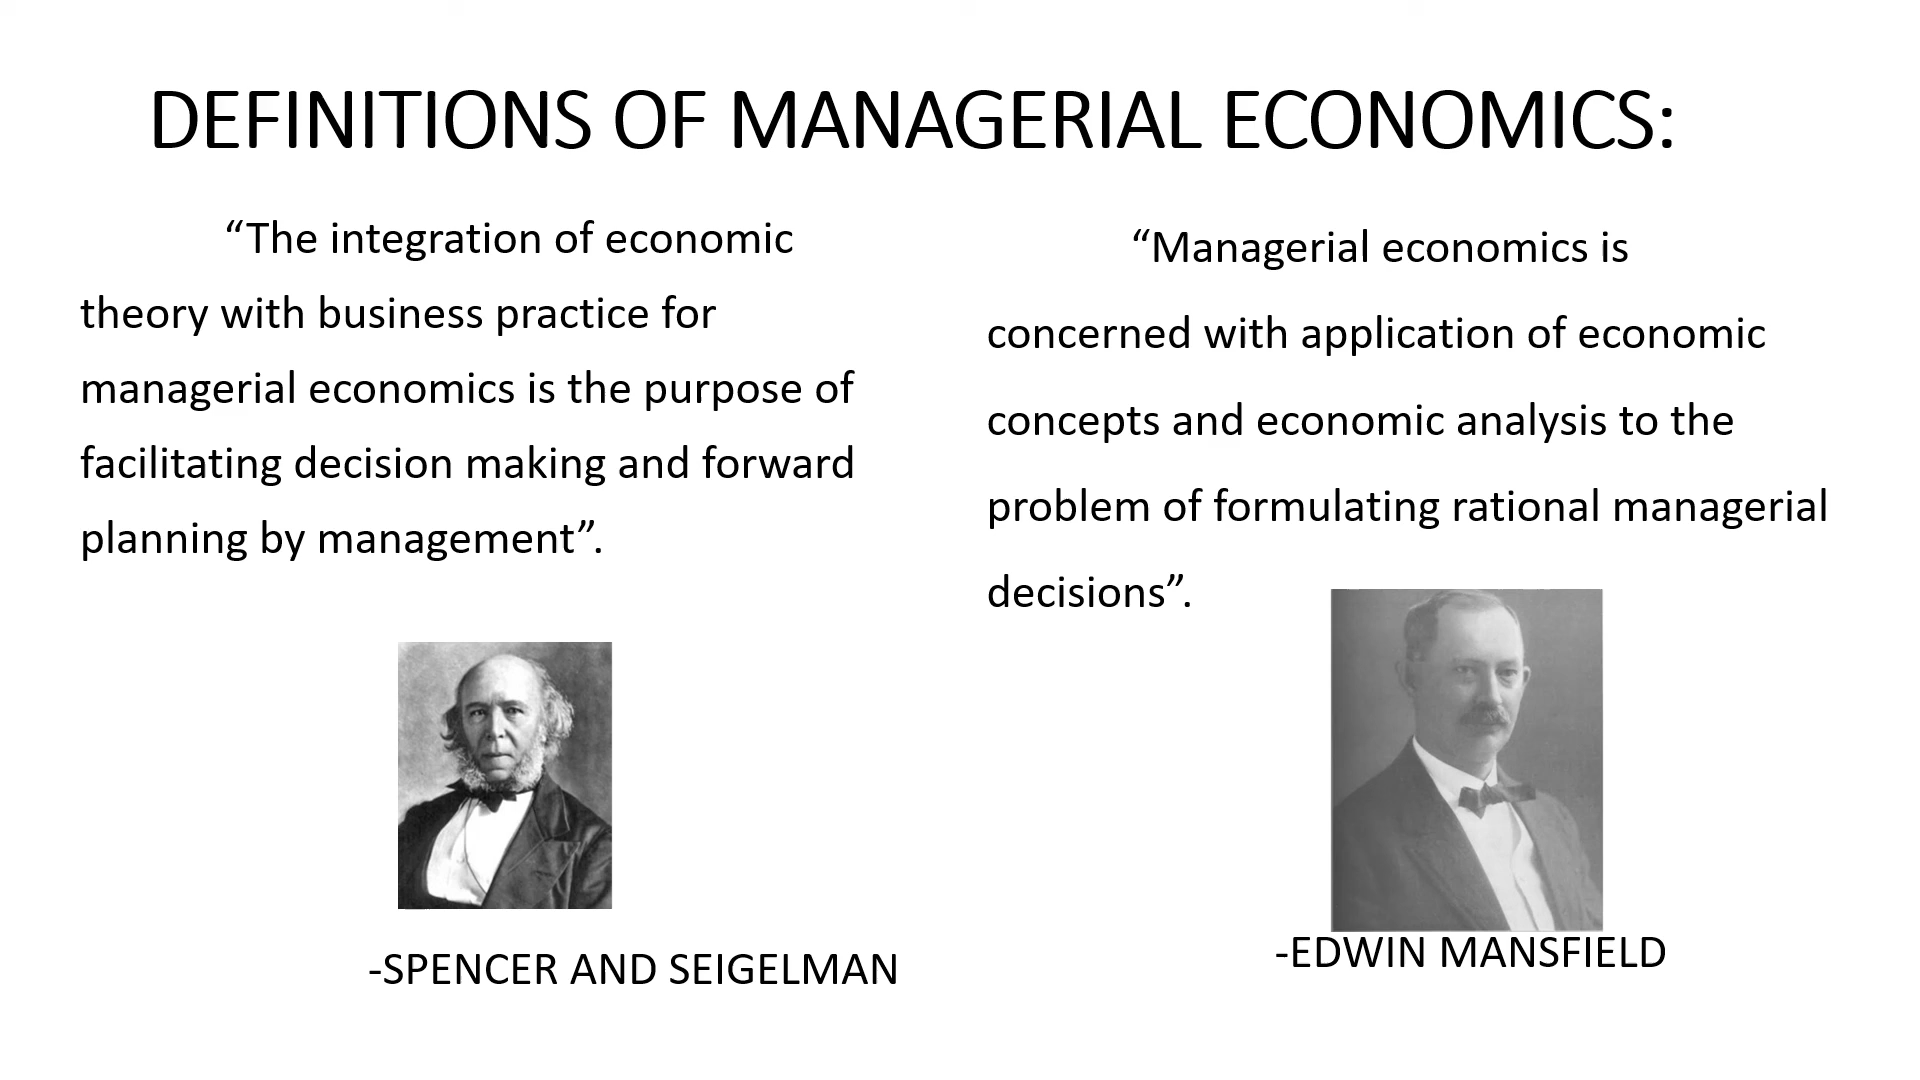 DEFINITIONS OF MANAGERIAL ECONOMICS:
“The integration of economic
theory with business practice for
managerial economics is the purpose of
facilitating decision making and forward
planning by management”.
-SPENCER AND SEIGELMAN
“Managerial economics is
concerned with application of economic
concepts and economic analysis to the
problem of formulating rational managerial
decisions”.
-EDWIN MANSFIELD